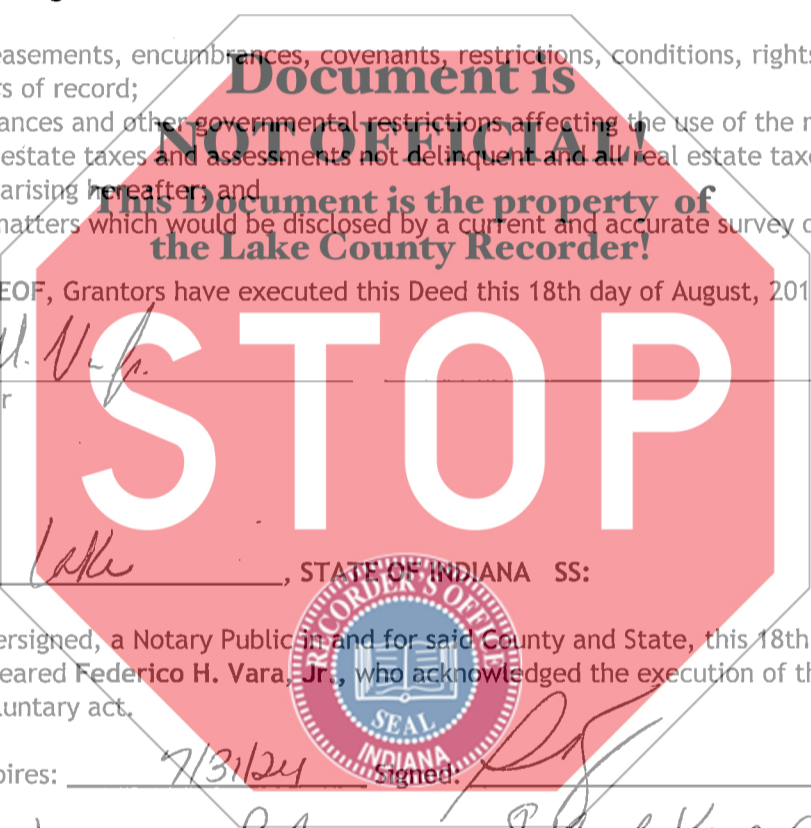 easements, encumbrances, covenants, restrictions, conditions, rights
rs of record;
Document is
ances and other governmental restrictions affecting the use of the
NOT OFFICIAL!
estate taxes and assessments not delinquent and all real estate taxe
arising hereafter; and
This Document is the property of
matters which would be disclosed by a current and accurate survey o
the Lake County Recorder!
EOF, Grantors have executed this Deed this 18th day of August, 201
r
STOP
Lake, STATE OF INDIANA SS:
RECORDER'S OFFICE
ersigned, a Notary Public in and for said County and State, this 18th
eared Federico H. Vara, Jr., who acknowledged the execution of th
luntary act.
SEAL
INDIANA
pires: 7/31/24 Signed: